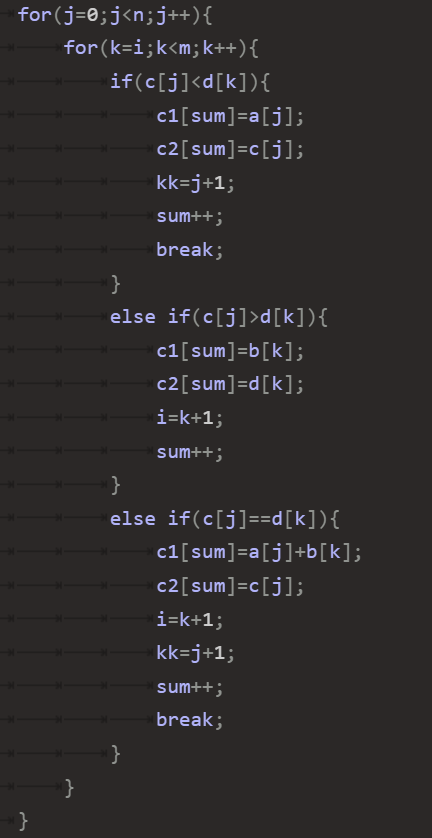 for(j=0;j<n;j++){
for(k=i;k<m;k++){
if(c[j]<d[k]){
c1[sum]=a[j];
c2[sum]=c[j];
kk=j+1;
sum++;
break;
}
else if(c[j]>d[k]){
c1[sum]=b[k];
c2[sum]=d[k];
i=k+1;
sum++;
}
else if(c[j]==d[k]){
c1[sum]=a[j]+b[k];
c2[sum]=c[j];
i=k+1;
kk=j+1;
sum++;
break;
}
}
}